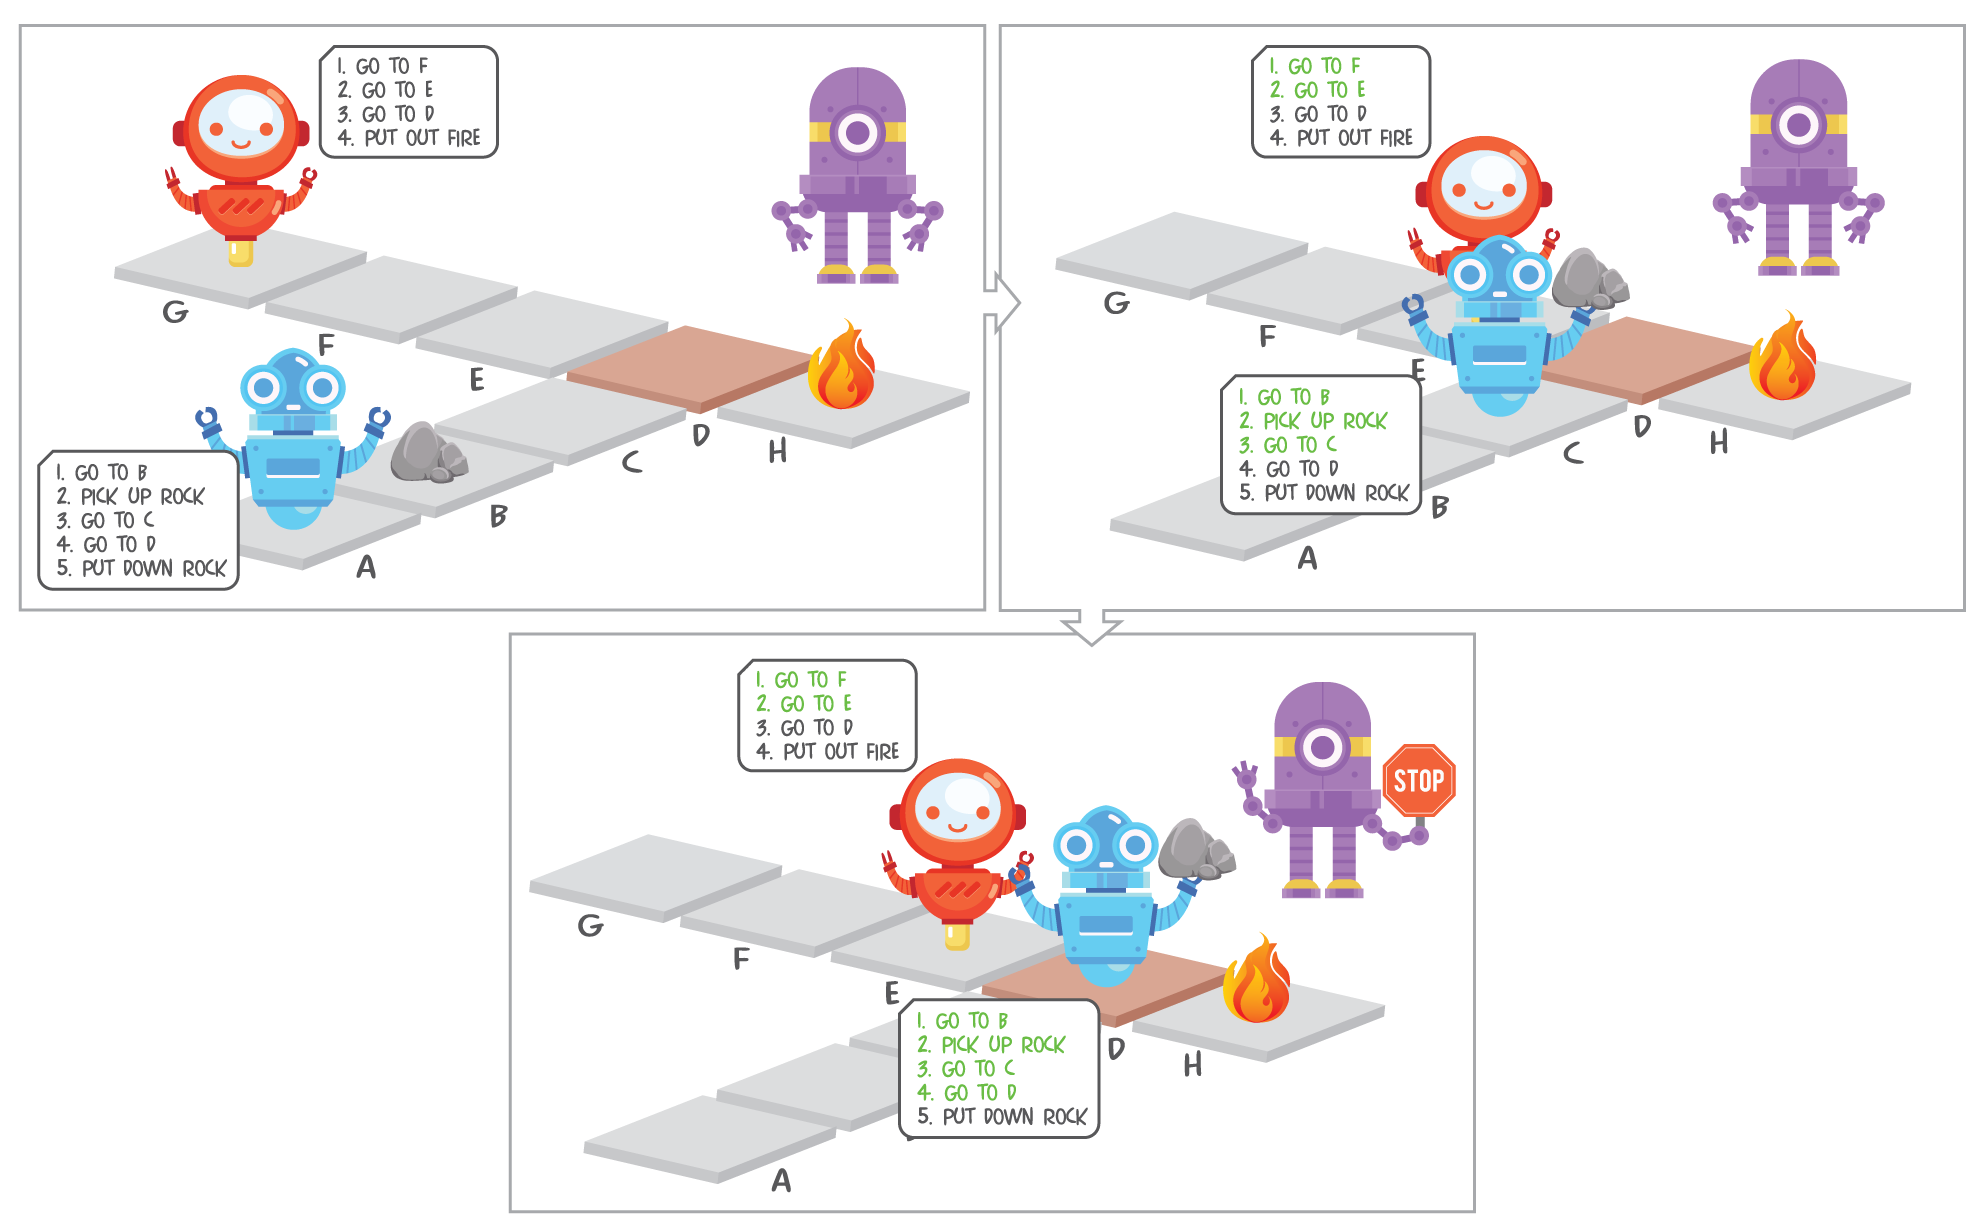 1. GO TO F
2. GO TO E
3. GO TO D
4. PUT OUT FIRE
G
F
E
D
H
C
B
A
1. GO TO B
2. PICK UP ROCK
3. GO TO C
4. GO TO D
5. PUT DOWN ROCK
1. GO TO F
2. GO TO E
3. GO TO D
4. PUT OUT FIRE
G
F
E
D
H
C
B
A
1. GO TO B
2. PICK UP ROCK
3. GO TO C
4. GO TO D
5. PUT DOWN ROCK
1. GO TO F
2. GO TO E
3. GO TO D
4. PUT OUT FIRE
STOP
G
F
E
D
H
1. GO TO B
2. PICK UP ROCK
3. GO TO C
4. GO TO D
5. PUT DOWN ROCK
A